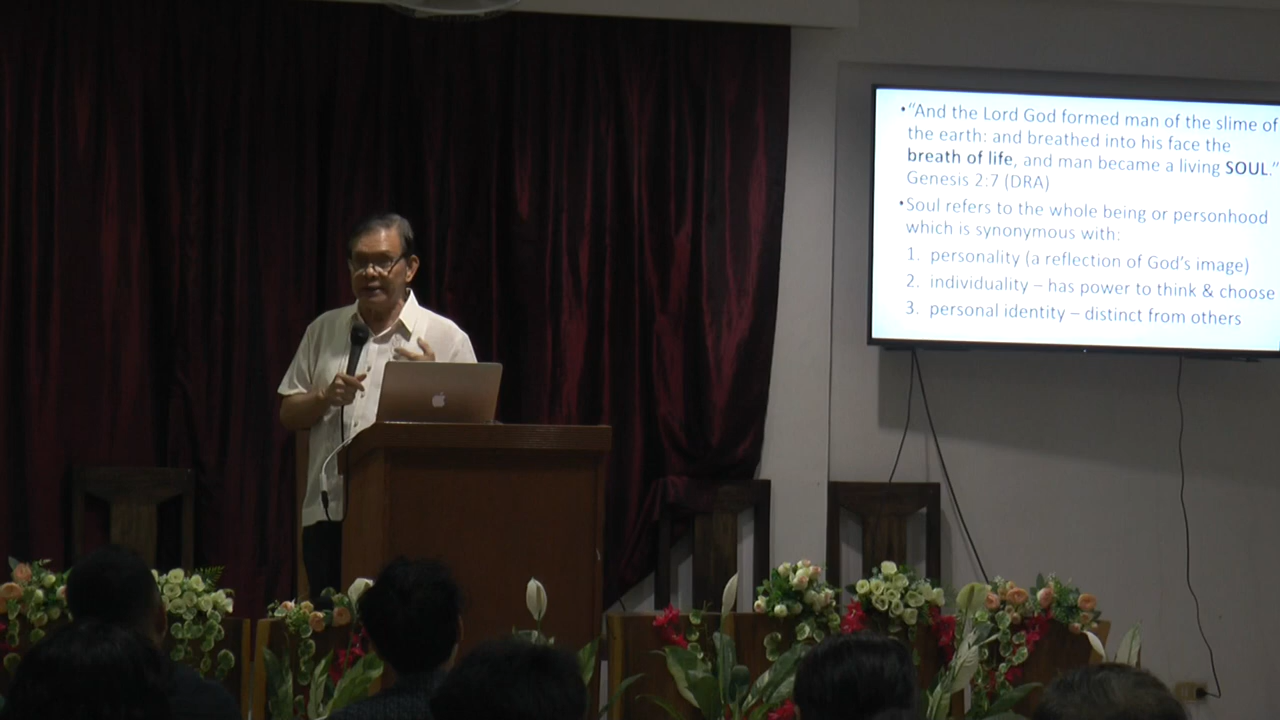 •“And the Lord God formed man of the slime of
the earth: and breathed into his face the
breath of life, and man became a living SOUL.”
Genesis 2:7 (DRA)
•Soul refers to the whole being or personhood
which is synonymous with:
1. personality (a reflection of God’s image)
2. individuality – has power to think & choose
3. personal identity – distinct from others